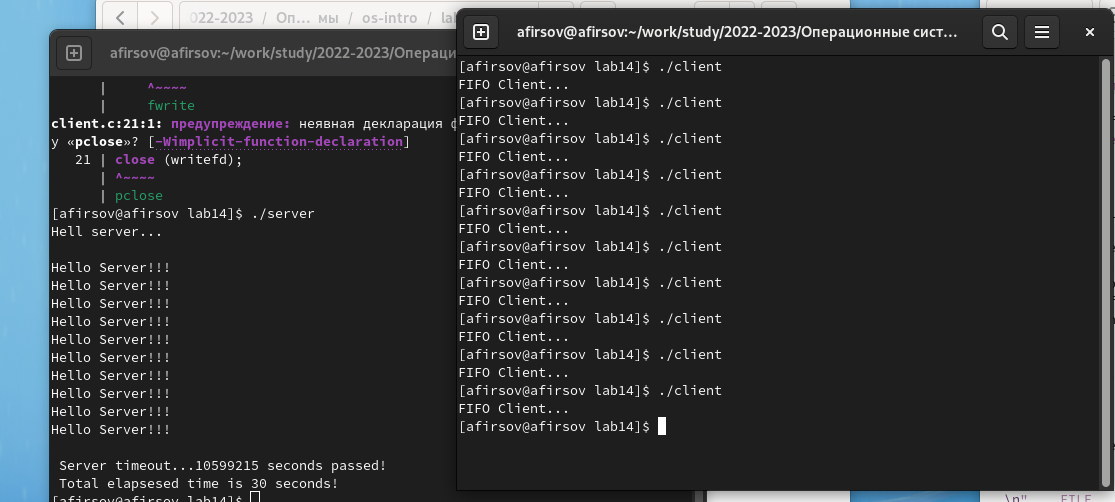 022-2023 / Оп... мы / os-intro / lab
afirsov@afirsov:~/work/study/2022-2023/Операци
| ^~~~~
| fwrite
client.c:21:1: предупреждение: неявная декларация
у «pclose»? [-Wimplicit-function-declaration]
21 | close (writefd);
| ^~~~~
| pclose
[afirsov@afirsov lab14]$ ./server
Hell server...
Hello Server!!!
Hello Server!!!
Hello Server!!!
Hello Server!!!
Hello Server!!!
Hello Server!!!
Hello Server!!!
Hello Server!!!
Hello Server!!!
Hello Server!!!
Server timeout...10599215 seconds passed!
Total elapsesed time is 30 seconds!
[afirsov@afirsov lab14]$
afirsov@afirsov:~/work/study/2022-2023/Операционные сист...
[afirsov@afirsov lab14]$ ./client
FIFO Client...
[afirsov@afirsov lab14]$ ./client
FIFO Client...
[afirsov@afirsov lab14]$ ./client
FIFO Client...
[afirsov@afirsov lab14]$ ./client
FIFO Client...
[afirsov@afirsov lab14]$ ./client
FIFO Client...
[afirsov@afirsov lab14]$ ./client
FIFO Client...
[afirsov@afirsov lab14]$ ./client
FIFO Client...
[afirsov@afirsov lab14]$ ./client
FIFO Client...
[afirsov@afirsov lab14]$ ./client
FIFO Client...
[afirsov@afirsov lab14]$ ./client
FIFO Client...
[afirsov@afirsov lab14]$
\n" FILE